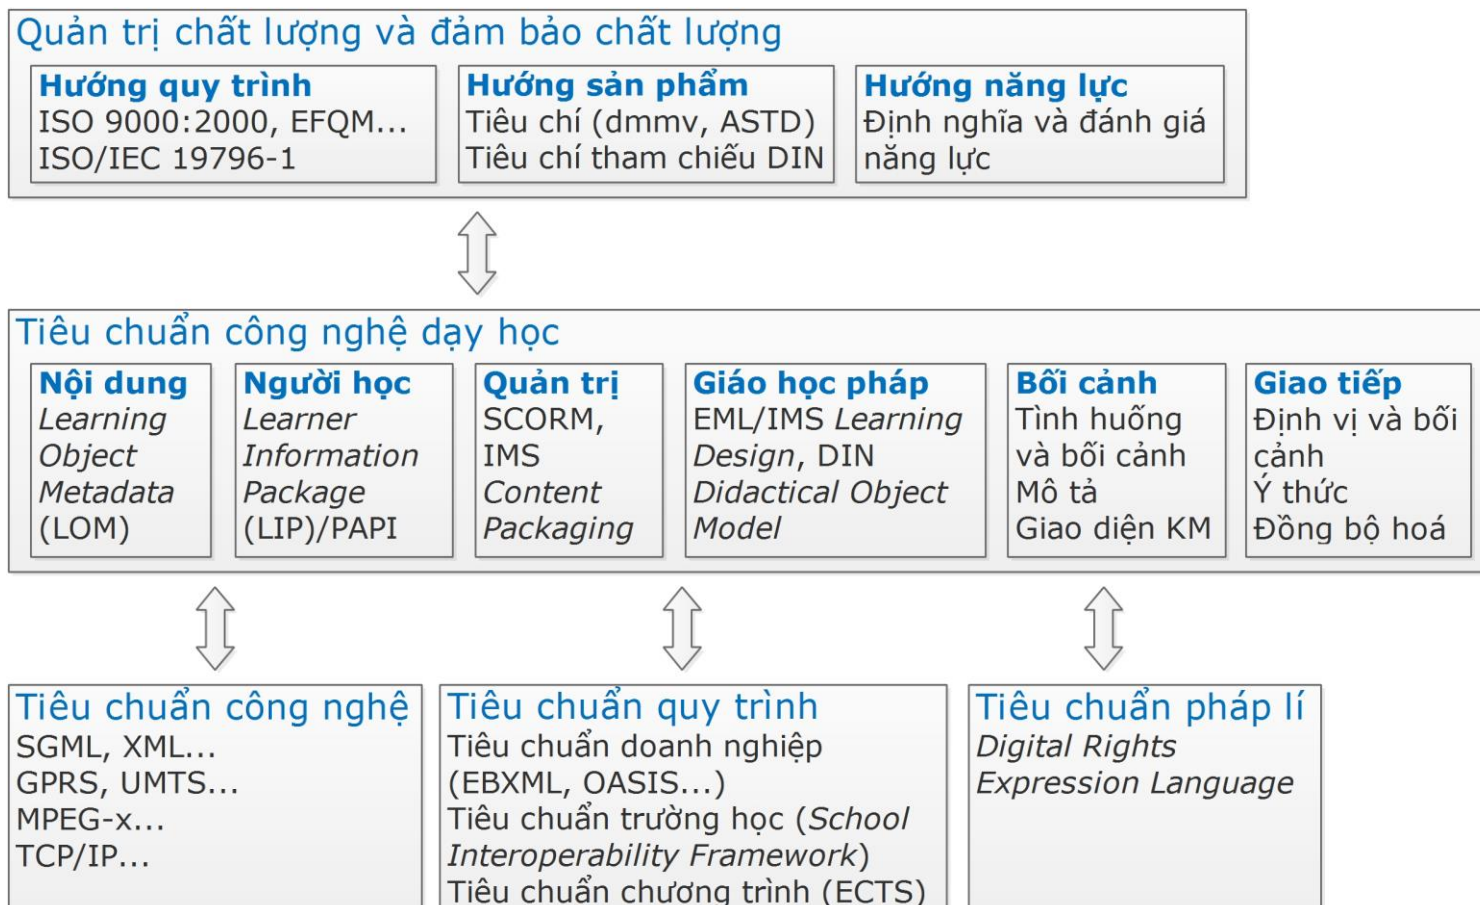 Quản trị chất lượng và đảm bảo chất lượng
Hướng quy trình
ISO 9000:2000, EFQM...
ISO/IEC 19796-1
Hướng sản phẩm
Tiêu chí (dmmv, ASTD)
Tiêu chí tham chiếu DIN
Hướng năng lực
Định nghĩa và đánh giá
năng lực
Tiêu chuẩn công nghệ dạy học
Nội dung
Learning
Object
Metadata
(LOM)
Người học
Learner
Information
Package
(LIP)/PAPI
Quản trị
SCORM,
IMS
Content
Packaging
Giáo học pháp
EML/IMS Learning
Design, DIN
Didactical Object
Model
Bối cảnh
Tình huống
và bối cảnh
Mô tả
Giao diện KM
Giao tiếp
Định vị và bối
cảnh
Ý thức
Đồng bộ hoá
Tiêu chuẩn công nghệ
SGML, XML...
GPRS, UMTS...
MPEG-x...
TCP/IP...
Tiêu chuẩn quy trình
Tiêu chuẩn doanh nghiệp
(EBXML, OASIS...)
Tiêu chuẩn trường học (School
Interoperability Framework)
Tiêu chuẩn chương trình (ECTS)
Tiêu chuẩn pháp lí
Digital Rights
Expression Language